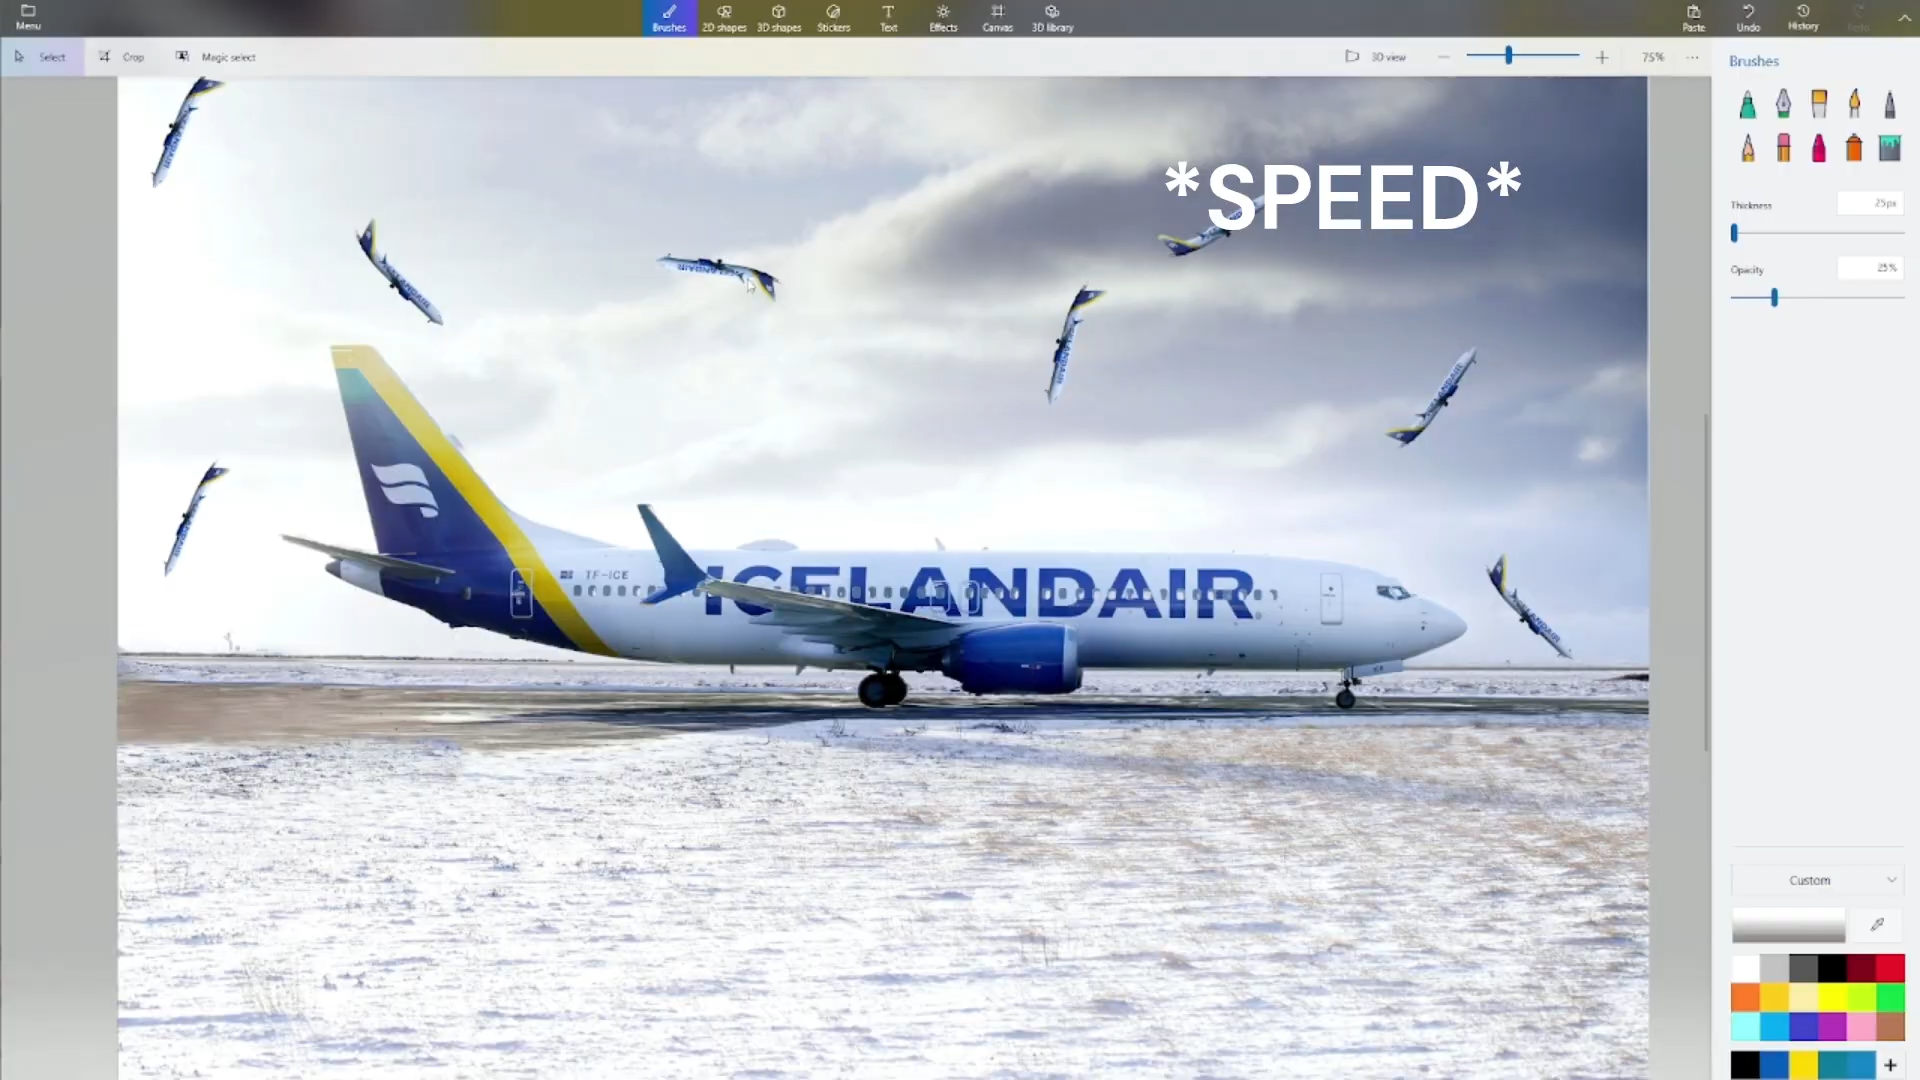 Menu
Brushes
2D shapes
3D shapes
Stickers
Text
Effects
Canvas
3D library
Paste
Undo
History
Redo
Select
Crop
Magic select
3D view
75%
Brushes
*SPEED*
Thickness
25px
Opacity
25%
TF-ICE
ICELANDAIR
Custom